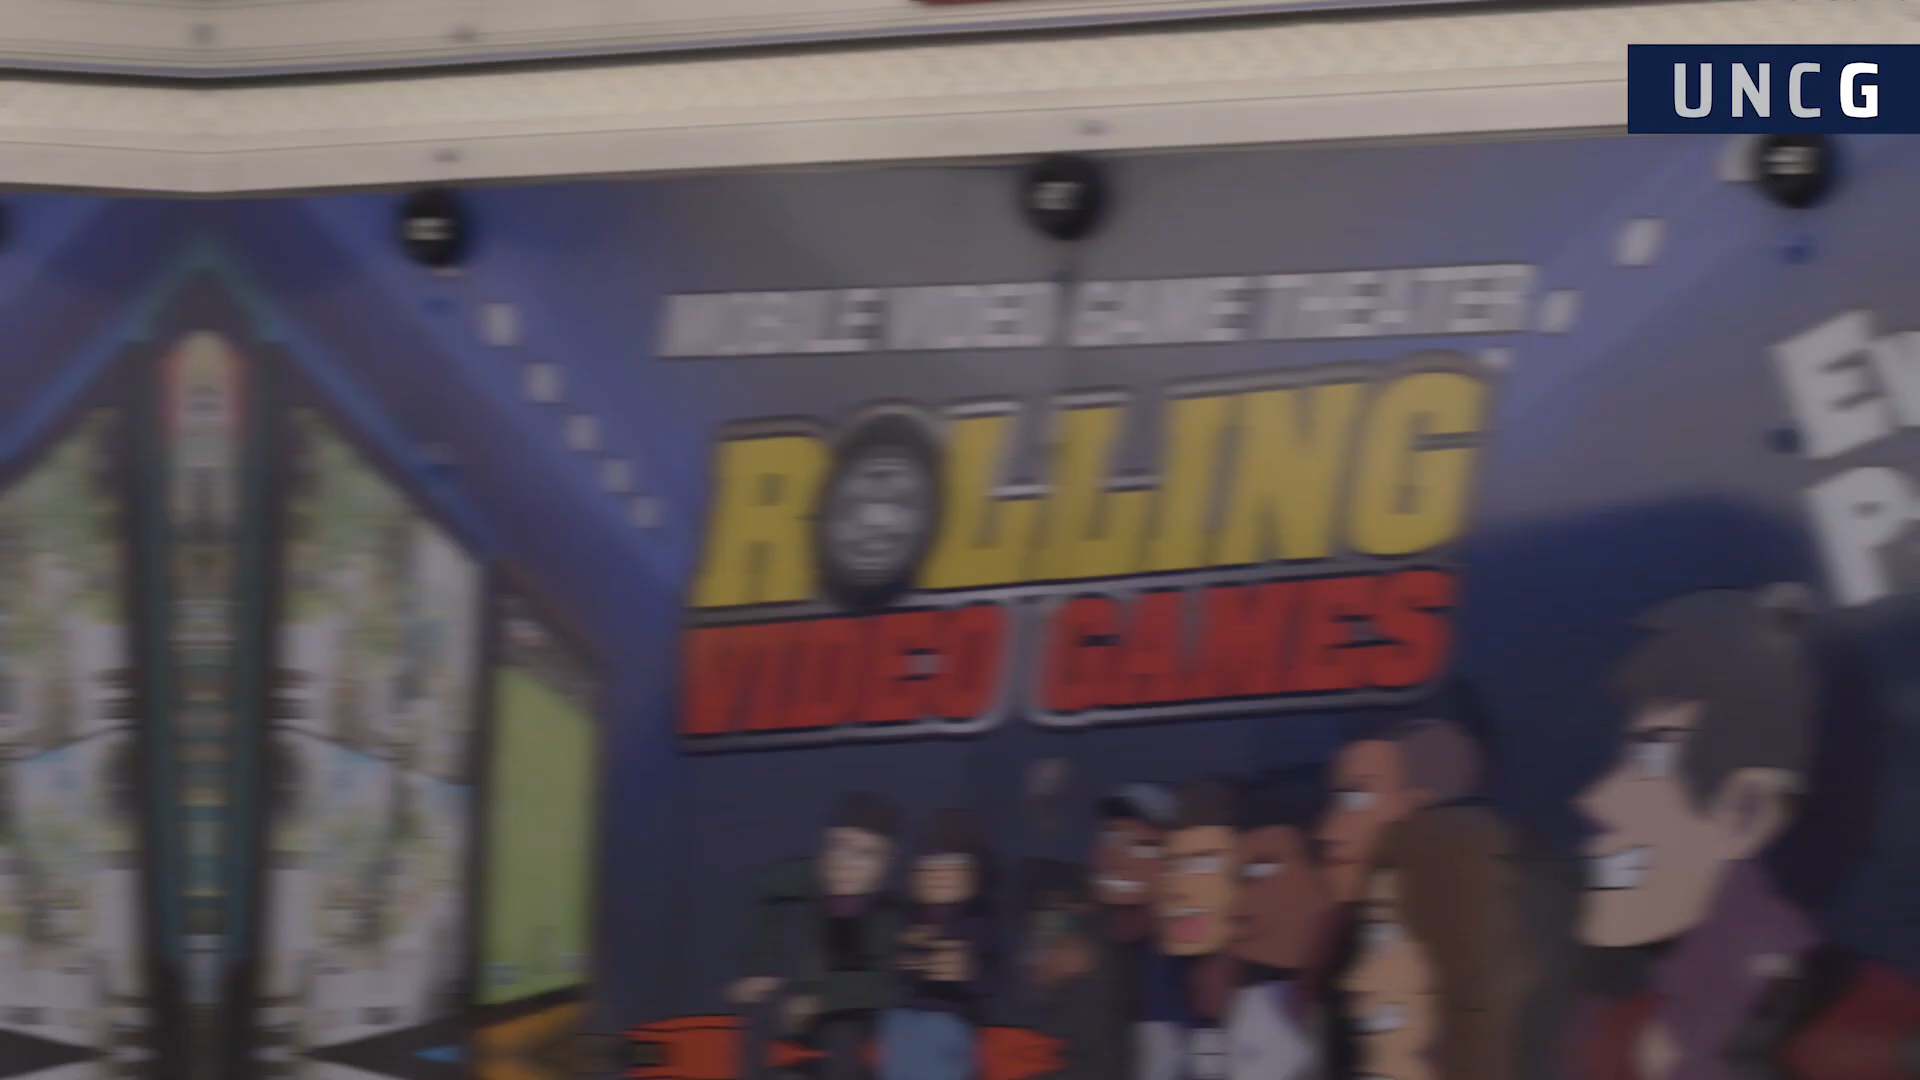 UNCG
MOBILE VIDEO GAME THEATER
ROLLING
VIDEO GAMES